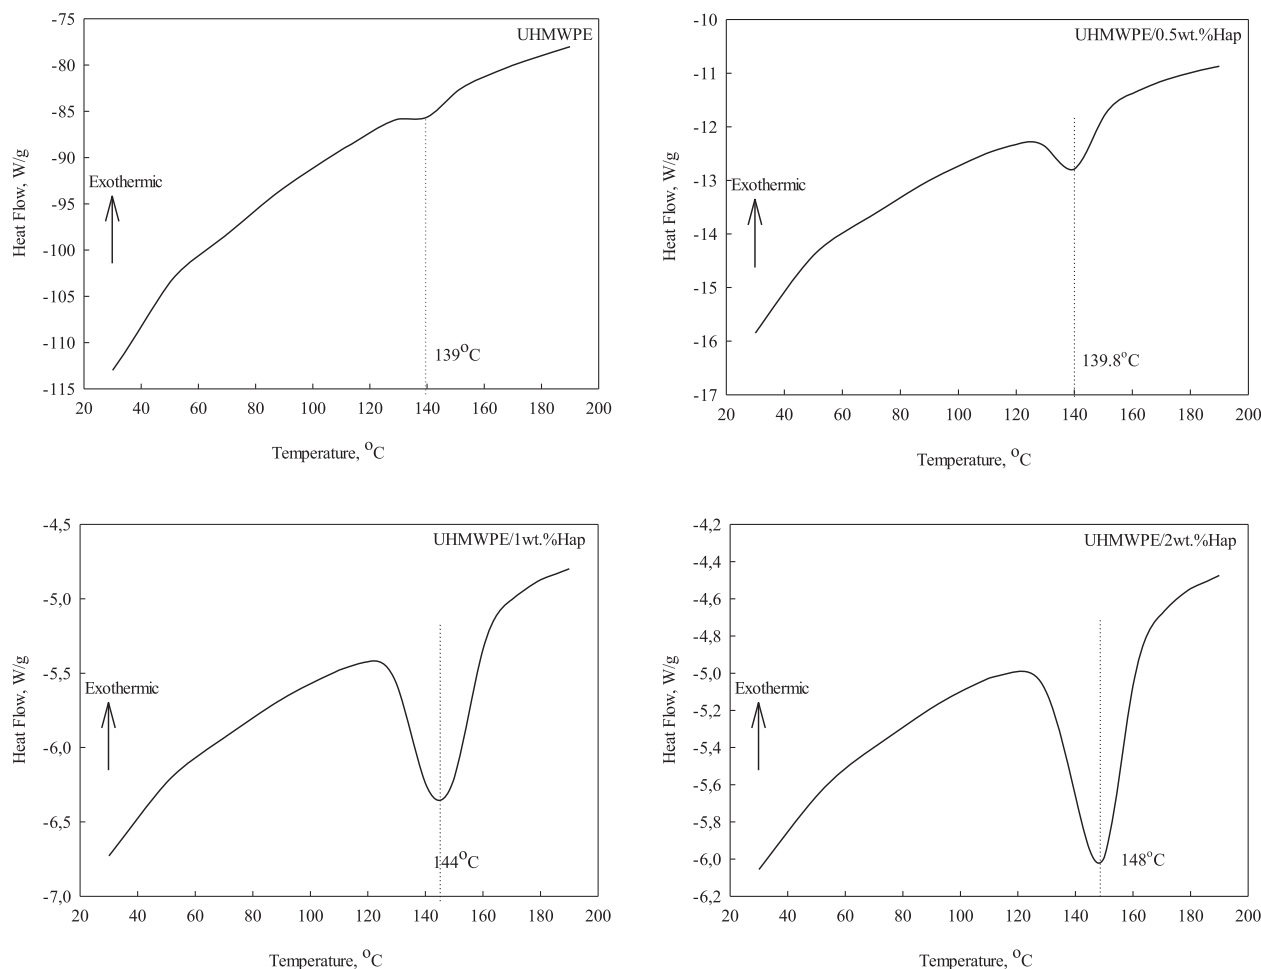 UHMWPE
-75
-80
-85
-90
-95
-100
-105
-110
-115
Heat Flow, W/g
Exothermic
139°C
20 40 60 80 100 120 140 160 180 200
Temperature, °C
UHMWPE/0.5wt.%Hap
-10
-11
-12
-13
-14
-15
-16
-17
Heat Flow, W/g
Exothermic
139.8°C
20 40 60 80 100 120 140 160 180 200
Temperature, °C
UHMWPE/1wt.%Hap
-4,5
-5,0
-5,5
-6,0
-6,5
-7,0
Heat Flow, W/g
Exothermic
144°C
20 40 60 80 100 120 140 160 180 200
Temperature, °C
UHMWPE/2wt.%Hap
-4,2
-4,4
-4,6
-4,8
-5,0
-5,2
-5,4
-5,6
-5,8
-6,0
-6,2
Heat Flow, W/g
Exothermic
148°C
20 40 60 80 100 120 140 160 180 200
Temperature, °C